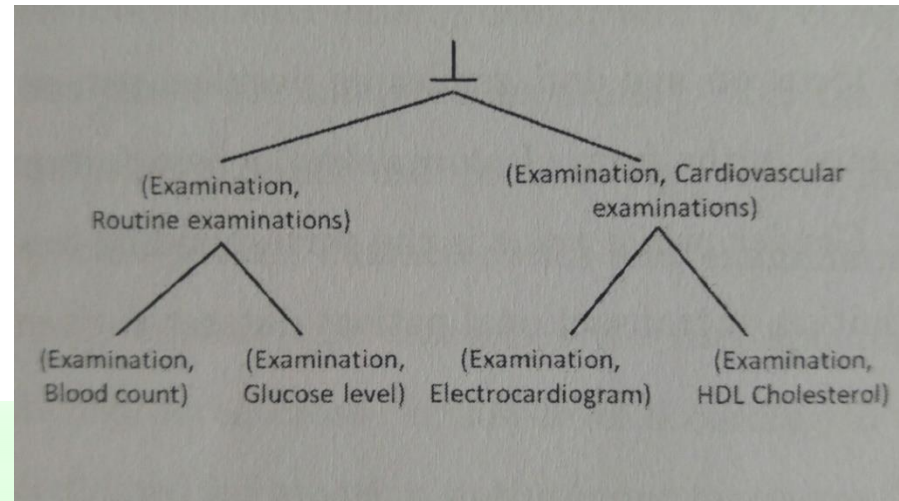 (Examination,
Routine examinations)
(Examination, Cardiovascular
examinations)
(Examination,
Blood count)
(Examination,
Glucose level)
(Examination,
Electrocardiogram)
(Examination,
HDL Cholesterol)